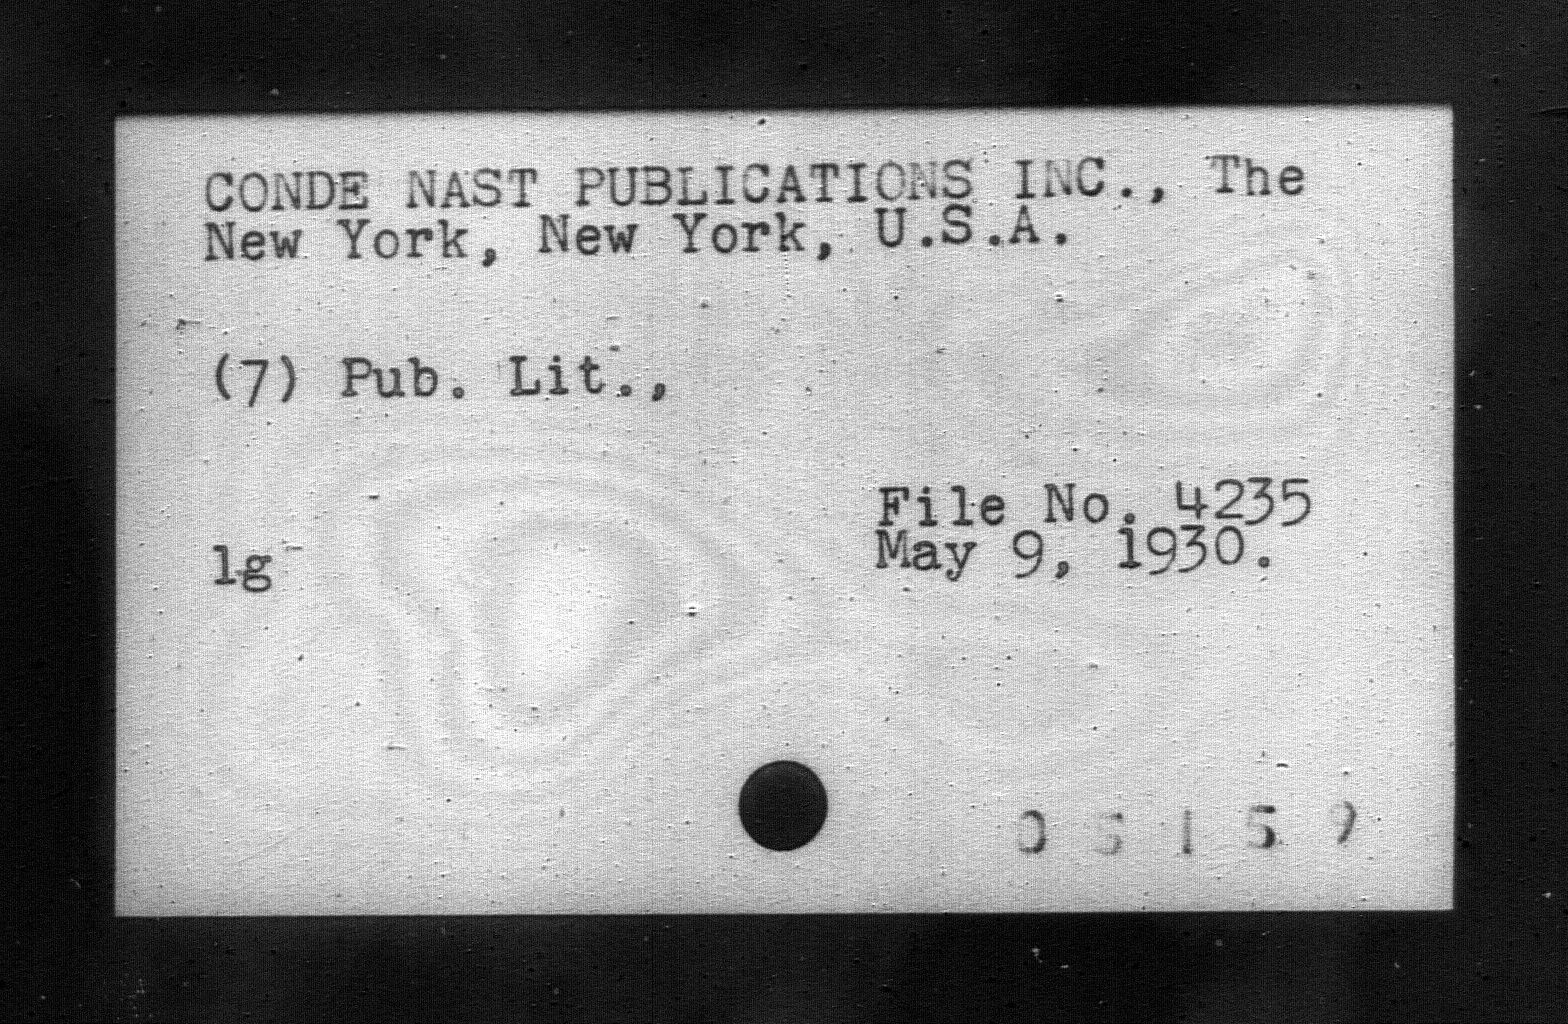 CONDE NAST PUBLICATIONS INC., The
New York, New York, U.S.A.
(7) Pub. Lit.,
File No. 4235
lg
May 9, 1930.